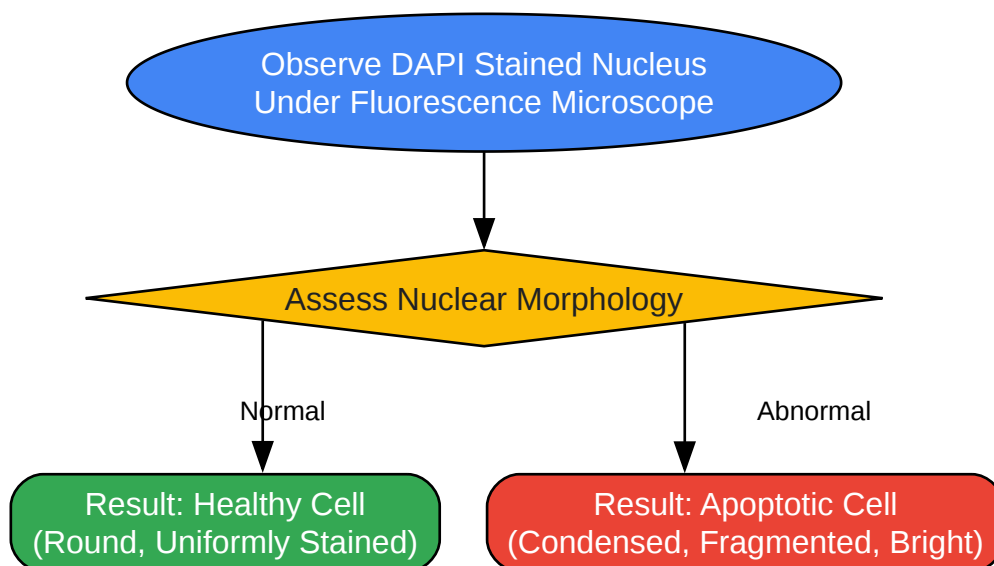 Observe DAPI Stained Nucleus
Under Fluorescence Microscope
Assess Nuclear Morphology
Normal
Abnormal
Result: Healthy Cell
(Round, Uniformly Stained)
Result: Apoptotic Cell
(Condensed, Fragmented, Bright)